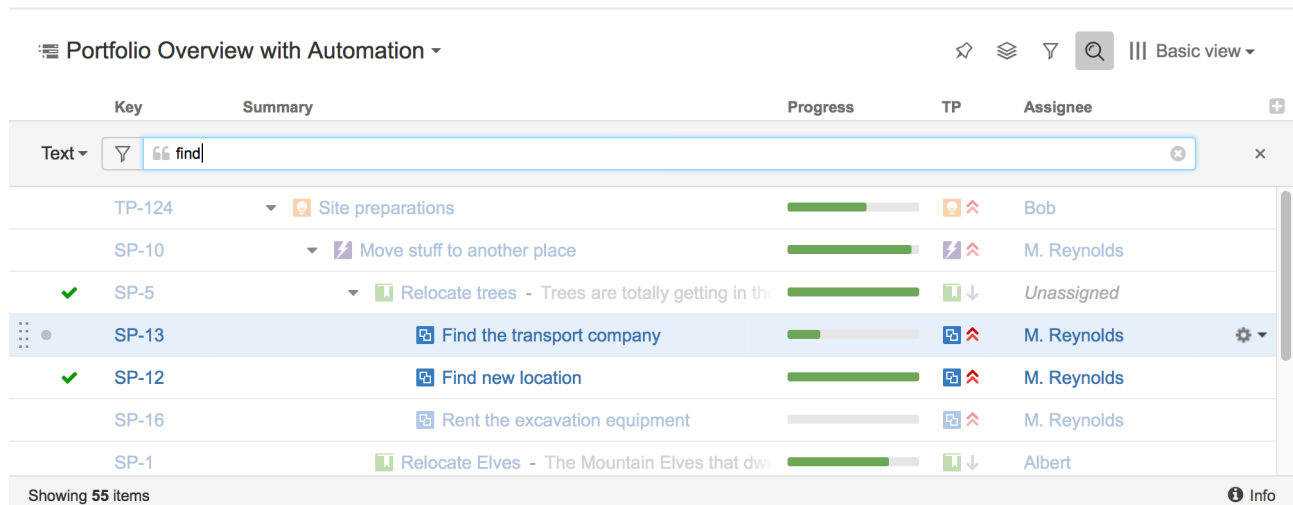 Portfolio Overview with Automation Basic view
Key Summary Progress TP Assignee
Text find
TP-124 Site preparations Bob
SP-10 Move stuff to another place M. Reynolds
SP-5 Relocate trees - Trees are totally getting in the Unassigned
SP-13 Find the transport company M. Reynolds
SP-12 Find new location M. Reynolds
SP-16 Rent the excavation equipment M. Reynolds
SP-1 Relocate Elves - The Mountain Elves that Albert
Showing 55 items Info